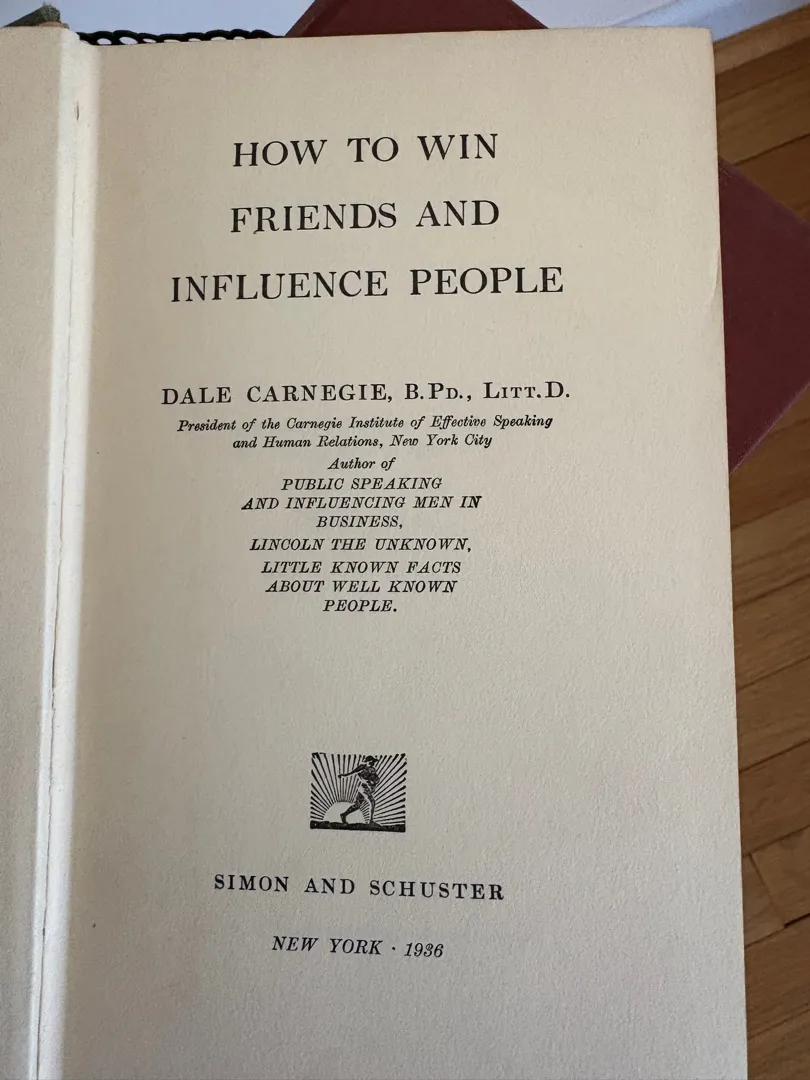 HOW TO WIN
FRIENDS AND
INFLUENCE PEOPLE
DALE CARNEGIE, B.PD., LITT.D.
President of the Carnegie Institute of Effective Speaking
and Human Relations, New York City
Author of
PUBLIC SPEAKING
AND INFLUENCING MEN IN
BUSINESS,
LINCOLN THE UNKNOWN,
LITTLE KNOWN FACTS
ABOUT WELL KNOWN
PEOPLE.
SIMON AND SCHUSTER
NEW YORK · 1936